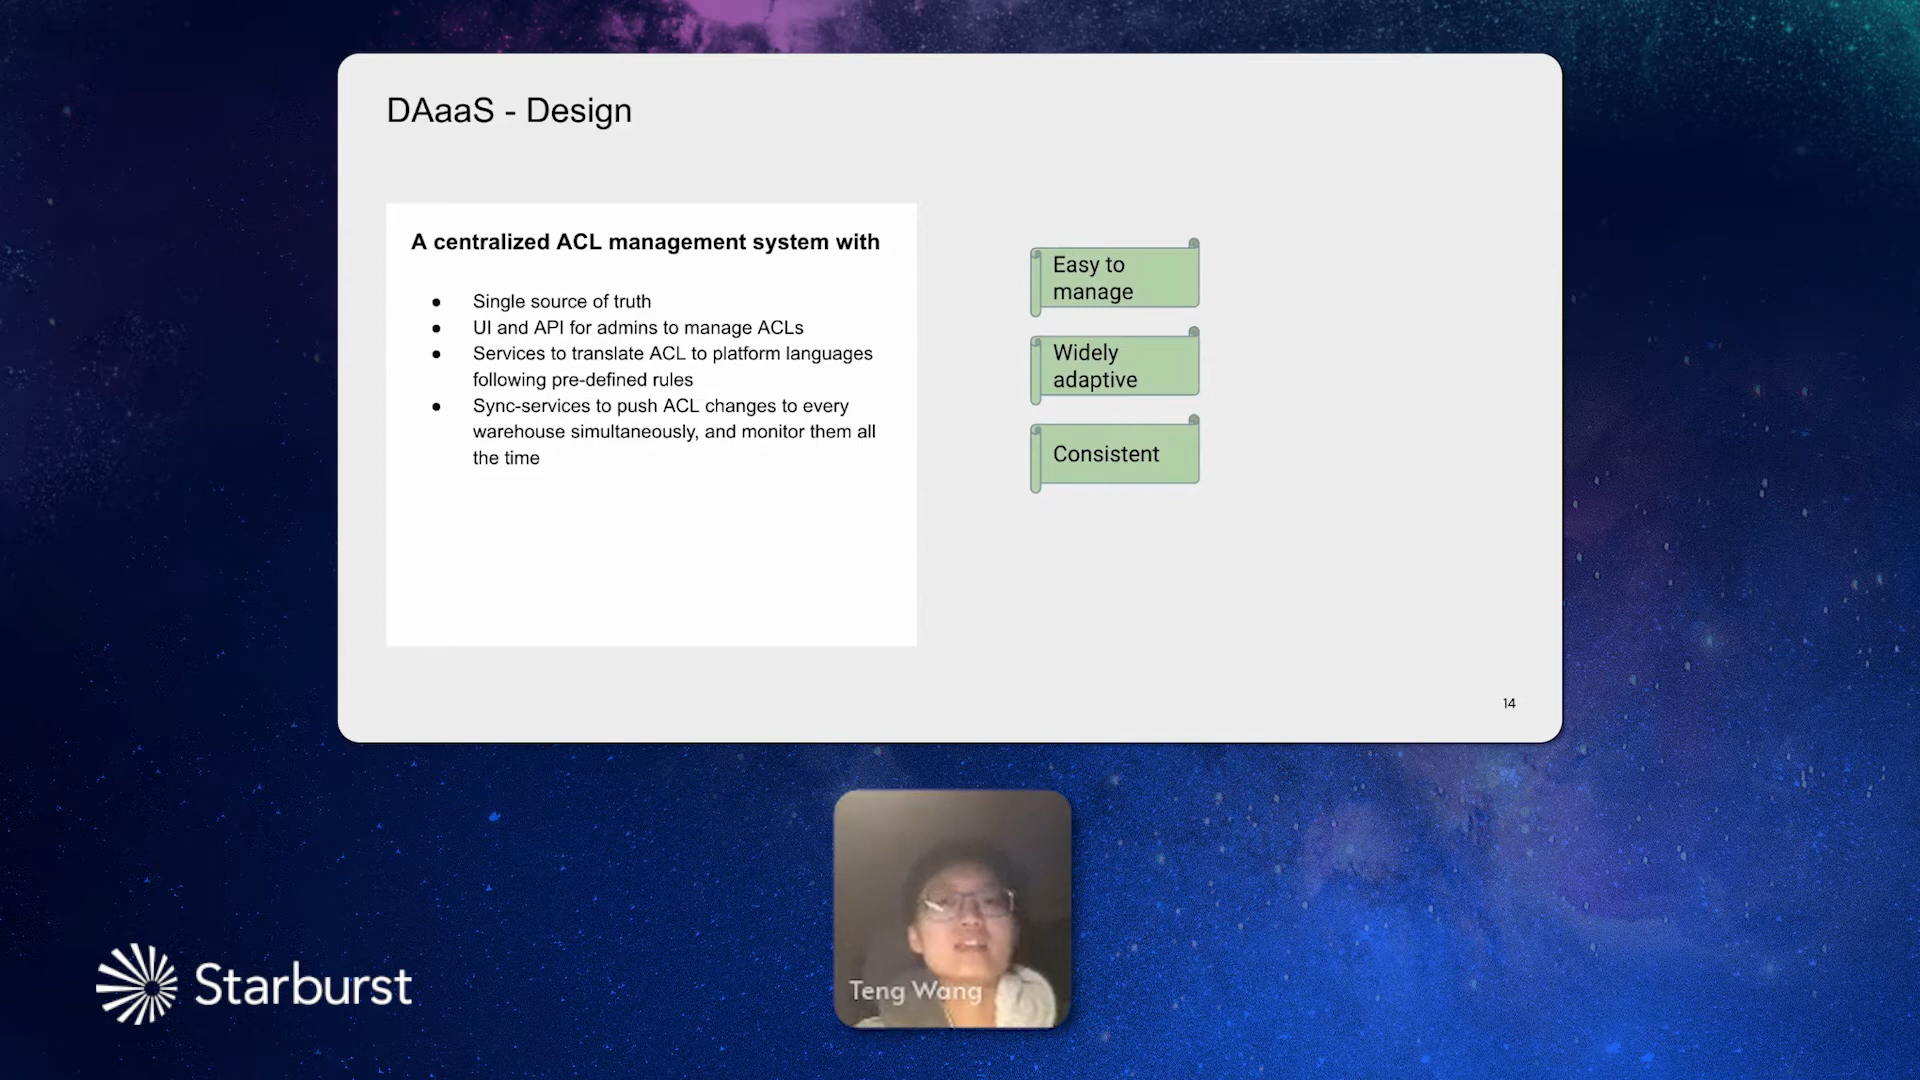 DAaaS - Design
A centralized ACL management system with
● Single source of truth
● UI and API for admins to manage ACLs
● Services to translate ACL to platform languages
following pre-defined rules
● Sync-services to push ACL changes to every
warehouse simultaneously, and monitor them all
the time
Easy to
manage
Widely
adaptive
Consistent
14
Teng Wang
Starburst